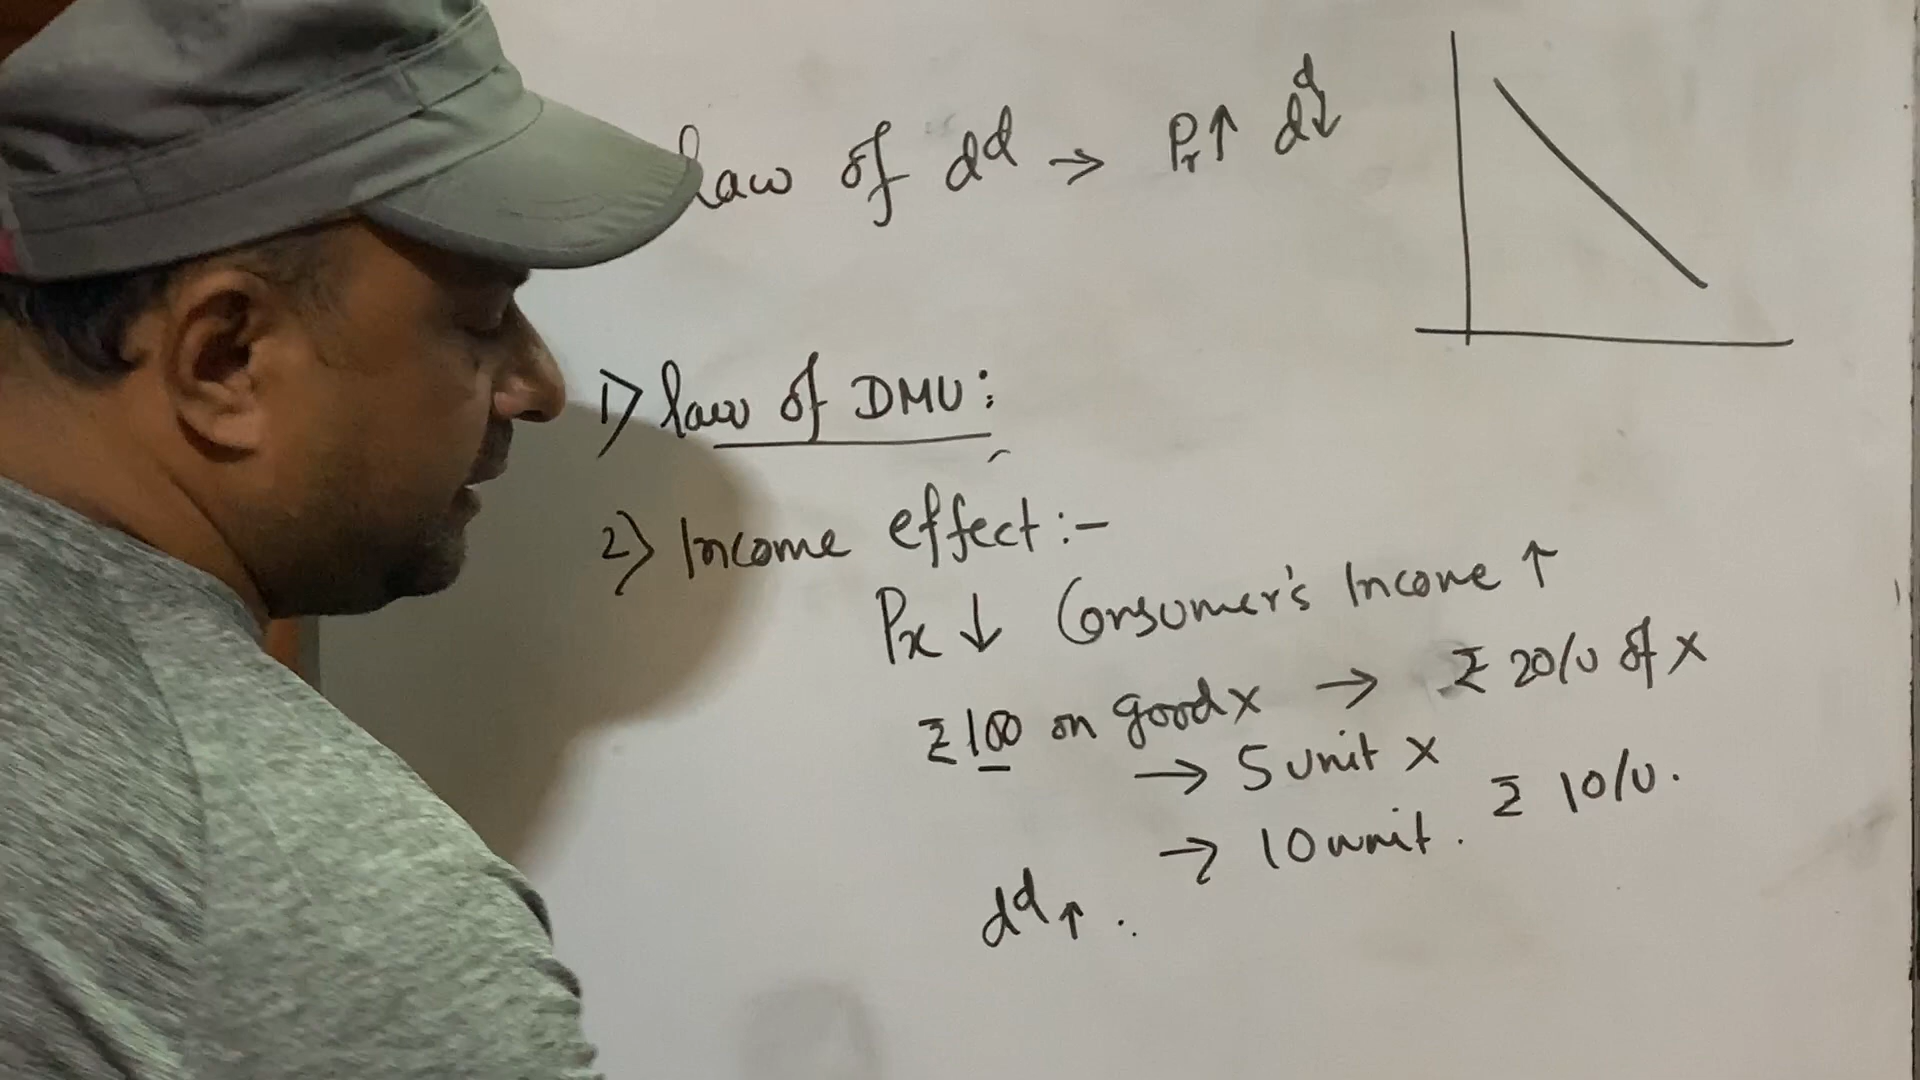 Law of dd → Pr↑ dd↓
1) Law of DMU:
2) Income effect :-
Px ↓ Consumer's Income ↑
₹100 on good x → ₹ 20/u of x
→ 5 unit x
→ 10 unit. ₹ 10/u.
dd↑.